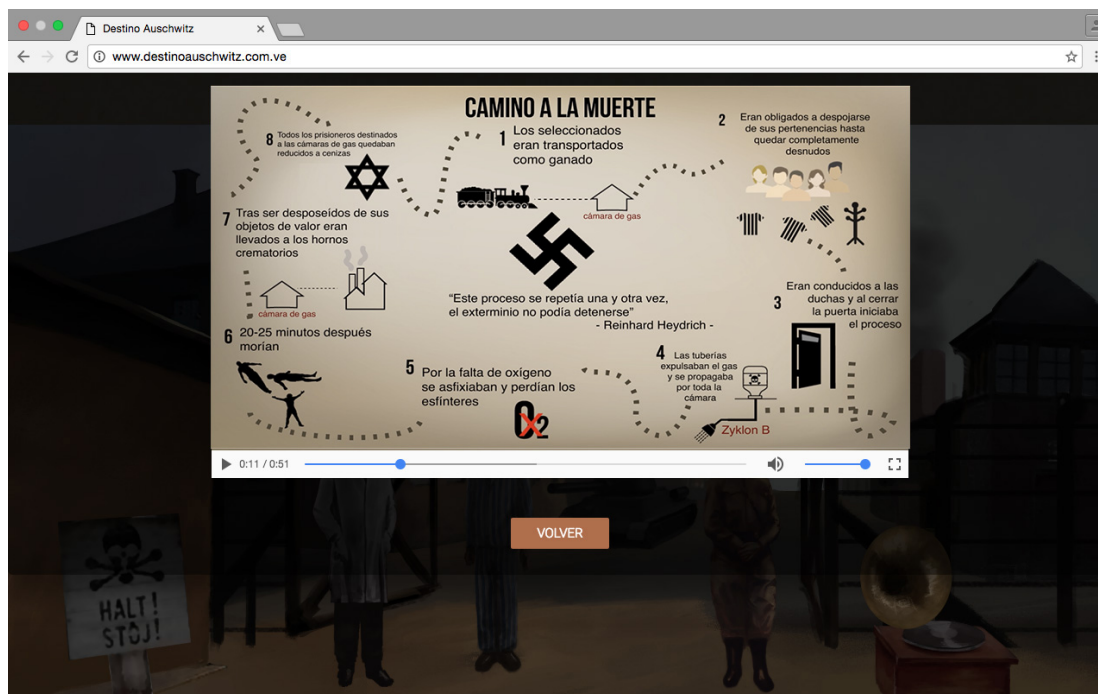 Destino Auschwitz
www.destinoauschwitz.com.ve
CAMINO A LA MUERTE
1
Los seleccionados
eran transportados
como ganado
cámara de gas
2
Eran obligados a despojarse
de sus pertenencias hasta
quedar completamente
desnudos
3
Eran conducidos a las
duchas y al cerrar
la puerta iniciaba
el proceso
4
Las tuberías
expulsaban el gas
y se propagaba
por toda la
cámara
Zyklon B
5
Por la falta de oxígeno
se asfixiaban y perdían los
esfínteres
O2
6
20-25 minutos después
morían
7
Tras ser desposeidos de sus
objetos de valor eran
llevados a los hornos
crematorios
cámara de gas
8
Todos los prisioneros destinados
a las cámaras de gas quedaban
reducidos a cenizas
“Este proceso se repetía una y otra vez,
el exterminio no podía detenerse”
- Reinhard Heydrich -
0:11 / 0:51
VOLVER
HALT!
STÓJ!